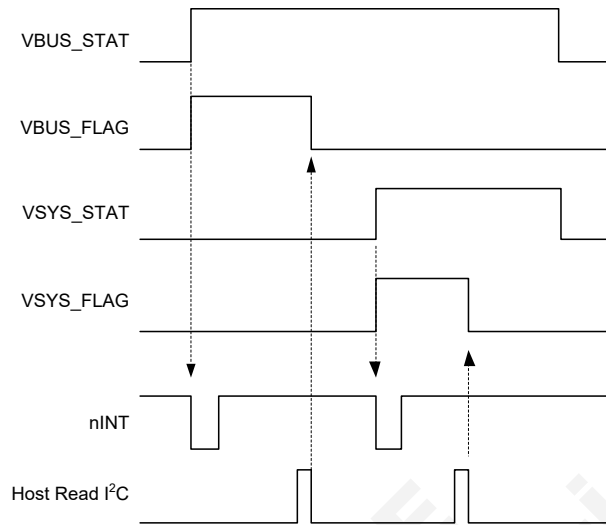 VBUS_STAT
VBUS_FLAG
VSYS_STAT
VSYS_FLAG
nINT
Host Read I²C